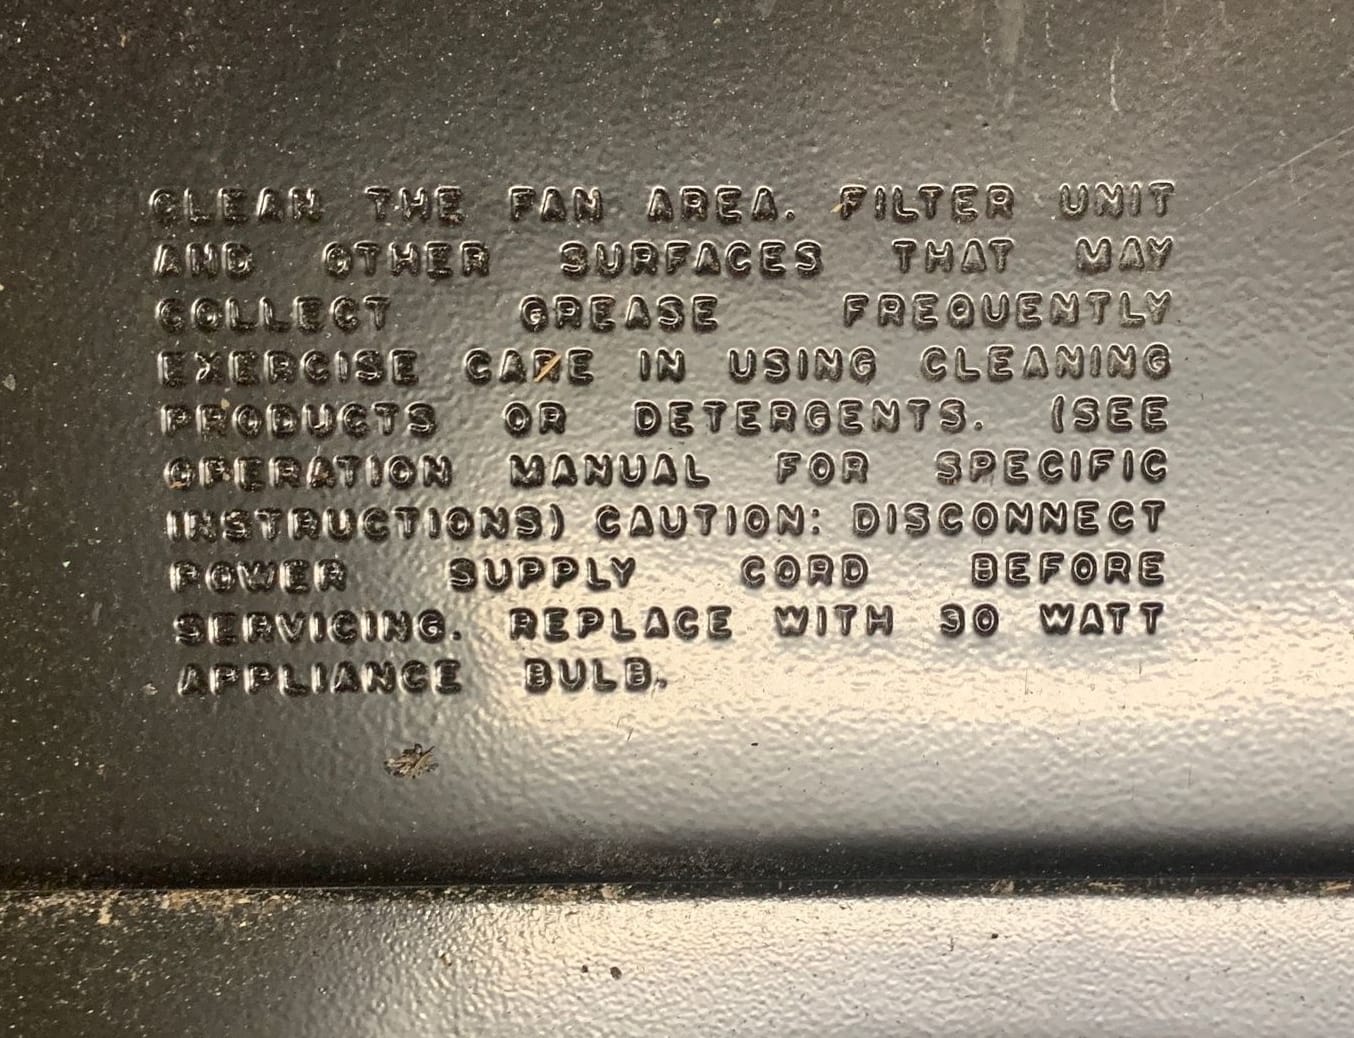 CLEAN THE FAN AREA. FILTER UNIT
AND OTHER SURFACES THAT MAY
COLLECT GREASE FREQUENTLY
EXERCISE CARE IN USING CLEANING
PRODUCTS OR DETERGENTS. (SEE
OPERATION MANUAL FOR SPECIFIC
INSTRUCTIONS) CAUTION: DISCONNECT
POWER SUPPLY CORD BEFORE
SERVICING. REPLACE WITH 30 WATT
APPLIANCE BULB.